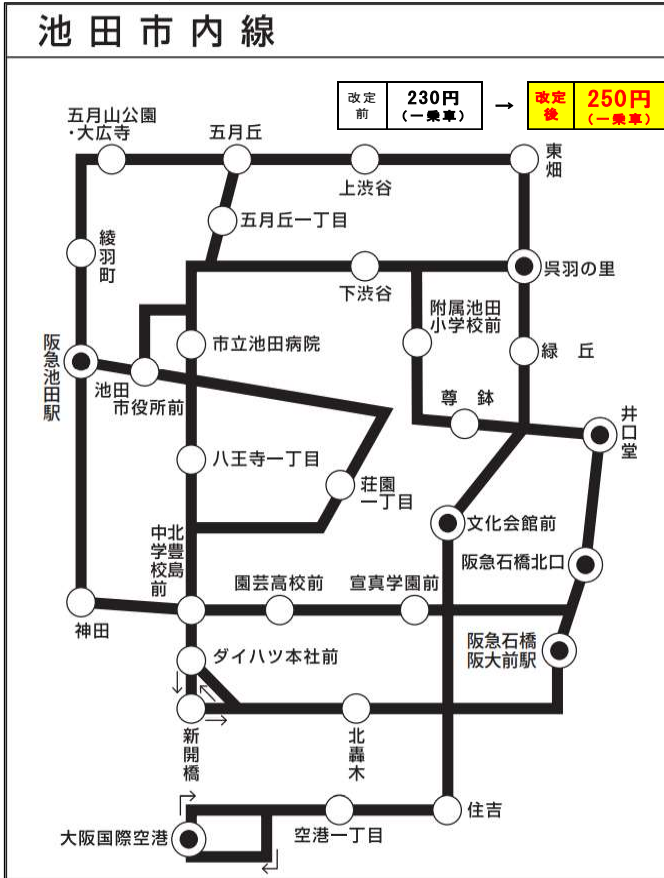 池田市内線
改定
前
230円
(一乗車)
→
改定
後
250円
(一乗車)
五月山公園
・大広寺
五月丘
上渋谷
東畑
五月丘一丁目
綾羽町
呉羽の里
下渋谷
附属池田
小学校前
市立池田病院
緑 丘
阪急池田駅
池田
市役所前
尊 鉢
井口堂
八王寺一丁目
荘園
一丁目
文化会館前
北豊島
中学校前
阪急石橋北口
園芸高校前
宣真学園前
神田
阪急石橋
阪大前駅
ダイハツ本社前
新開橋
北轟木
大阪国際空港
空港一丁目
住吉